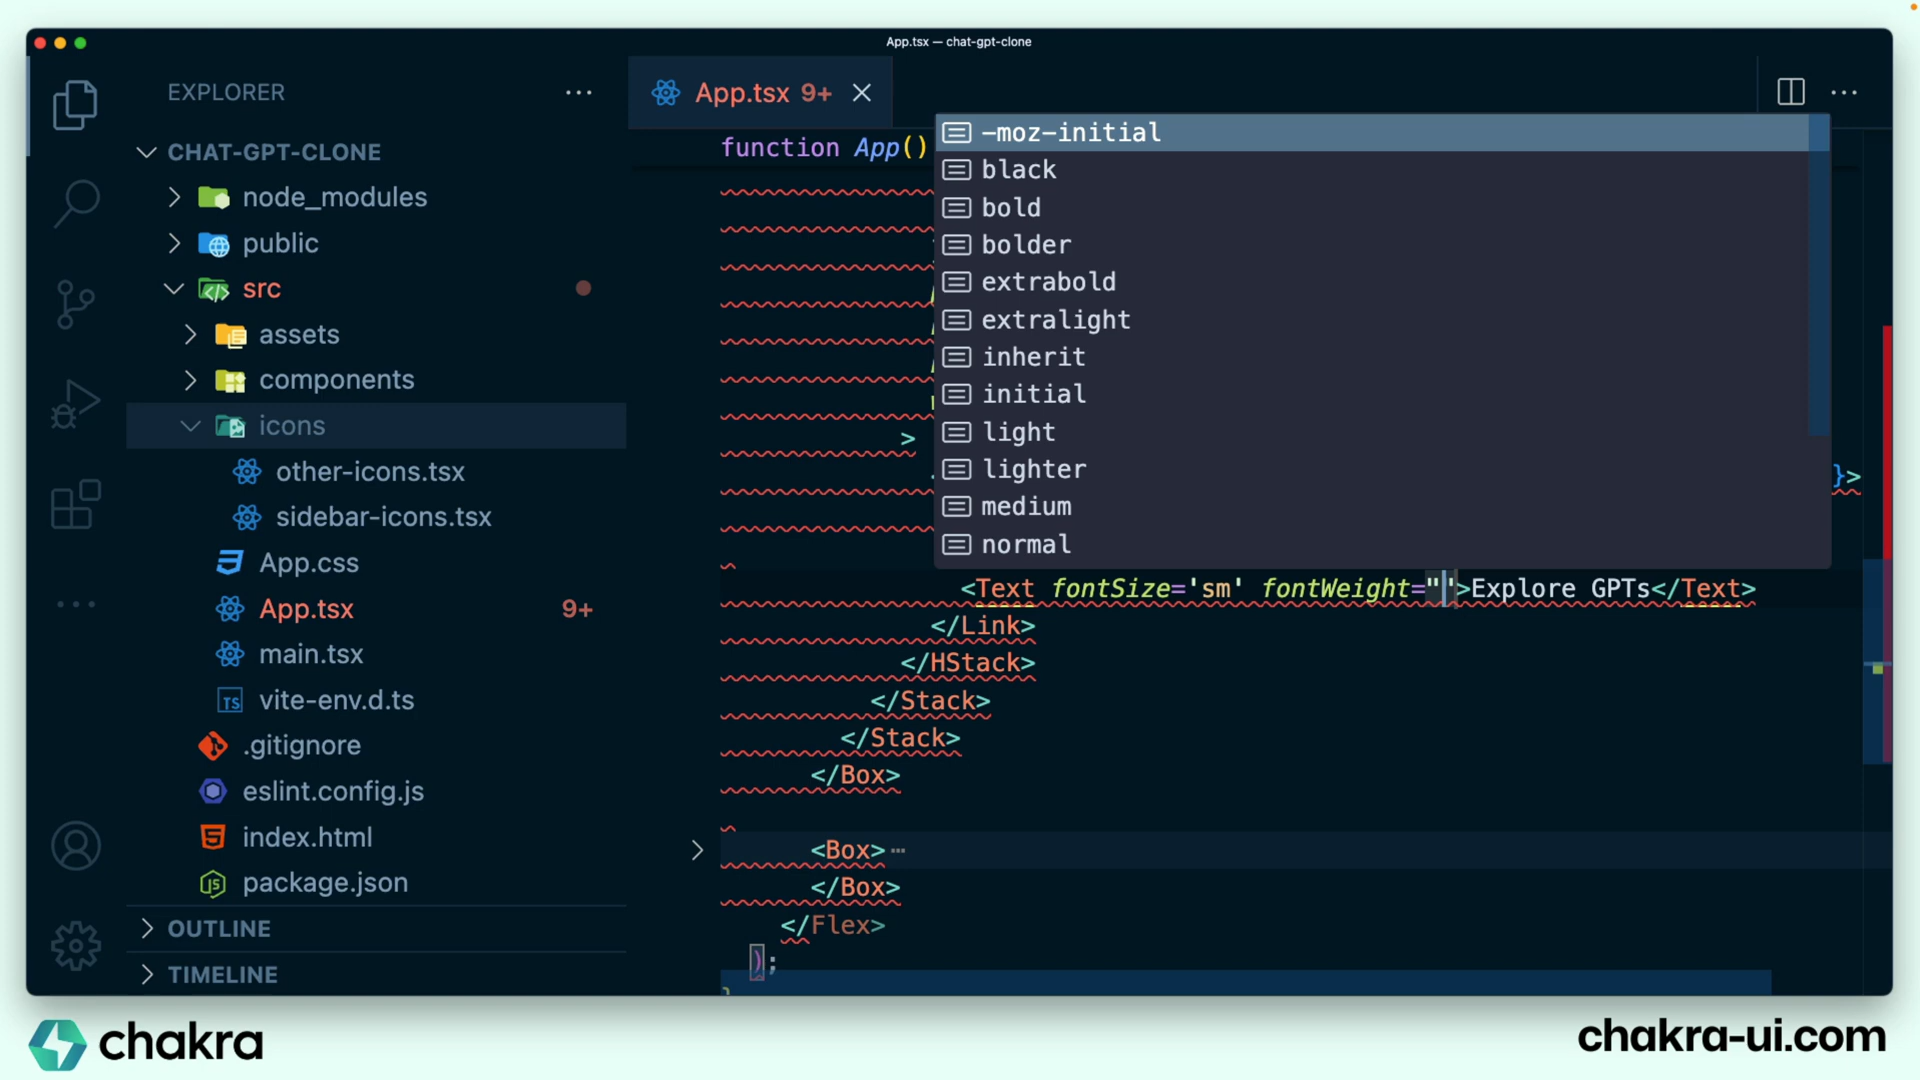 App.tsx — chat-gpt-clone
EXPLORER
App.tsx 9+
CHAT-GPT-CLONE
node_modules
public
src
assets
components
icons
other-icons.tsx
sidebar-icons.tsx
App.css
App.tsx 9+
main.tsx
TS vite-env.d.ts
.gitignore
eslint.config.js
index.html
package.json
OUTLINE
TIMELINE
function App()
-moz-initial
black
bold
bolder
extrabold
extralight
inherit
initial
light
lighter
medium
normal
>
}>
<Text fontSize='sm' fontWeight="">Explore GPTs</Text>
</Link>
</HStack>
</Stack>
</Stack>
</Box>
<Box>
</Box>
</Flex>
);
chakra
chakra-ui.com